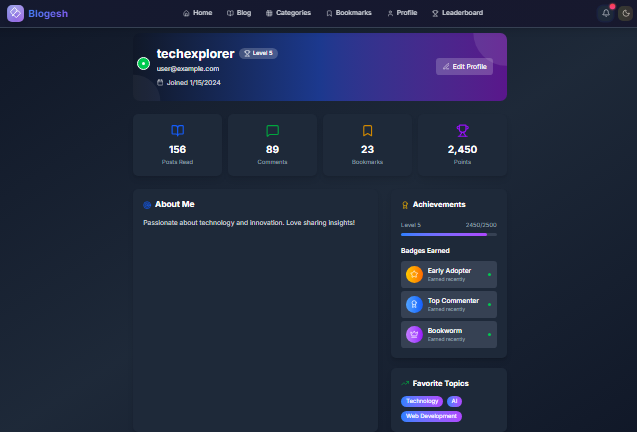 Blogesh
Home Blog Categories Bookmarks Profile Leaderboard
techexplorer Level 5
user@example.com
Joined 1/15/2024
Edit Profile
156 89 23 2,450
Posts Read Comments Bookmarks Points
About Me
Passionate about technology and innovation. Love sharing insights!
Achievements
Level 5 2450/2500
Badges Earned
Early Adopter
Earned recently
Top Commenter
Earned recently
Bookworm
Earned recently
Favorite Topics
Technology AI
Web Development